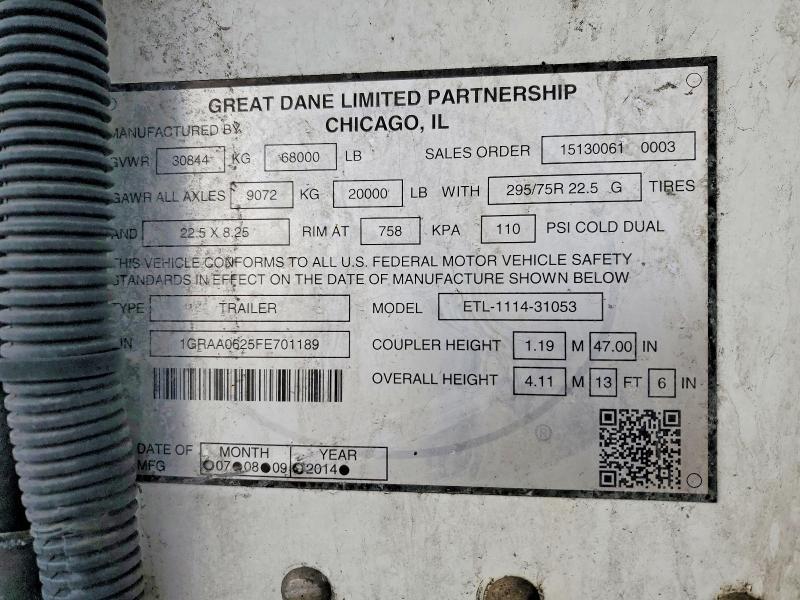 GREAT DANE LIMITED PARTNERSHIP
MANUFACTURED BY CHICAGO, IL
GVWR 30844 KG 68000 LB SALES ORDER 15130061 0003
GAWR ALL AXLES 9072 KG 20000 LB WITH 295/75R 22.5 G TIRES
AND 22.5 X 8.25 RIM AT 758 KPA 110 PSI COLD DUAL
THIS VEHICLE CONFORMS TO ALL U.S. FEDERAL MOTOR VEHICLE SAFETY
STANDARDS IN EFFECT ON THE DATE OF MANUFACTURE SHOWN BELOW
TYPE TRAILER MODEL ETL-1114-31053
VIN 1GRAA0625FE701189 COUPLER HEIGHT 1.19 M 47.00 IN
OVERALL HEIGHT 4.11 M 13 FT 6 IN
®
DATE OF MFG MONTH YEAR
07 08 09 2014